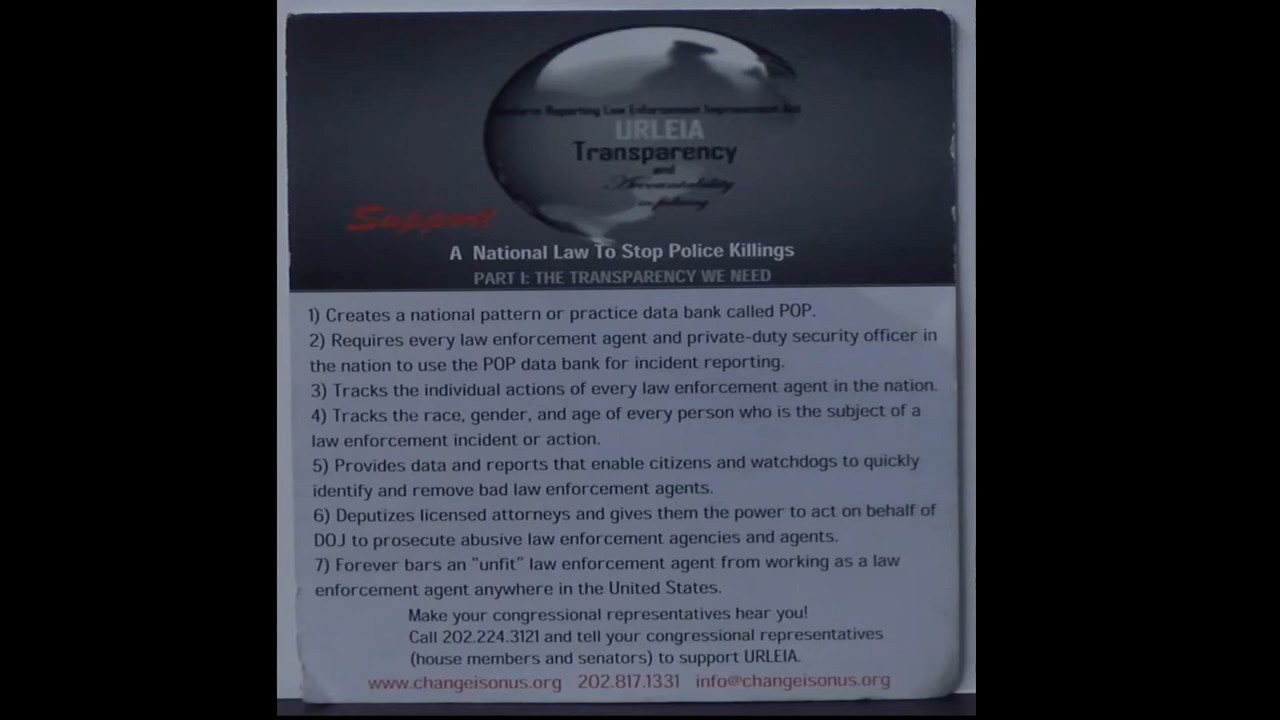 Reporting Law Enforcement Improvement Act
URLEIA
Transparency
and
Accountability
in policing
Support
A National Law To Stop Police Killings
PART I: THE TRANSPARENCY WE NEED
1) Creates a national pattern or practice data bank called POP.
2) Requires every law enforcement agent and private-duty security officer in
the nation to use the POP data bank for incident reporting.
3) Tracks the individual actions of every law enforcement agent in the nation.
4) Tracks the race, gender, and age of every person who is the subject of a
law enforcement incident or action.
5) Provides data and reports that enable citizens and watchdogs to quickly
identify and remove bad law enforcement agents.
6) Deputizes licensed attorneys and gives them the power to act on behalf of
DOJ to prosecute abusive law enforcement agencies and agents.
7) Forever bars an "unfit" law enforcement agent from working as a law
enforcement agent anywhere in the United States.
Make your congressional representatives hear you!
Call 202.224.3121 and tell your congressional representatives
(house members and senators) to support URLEIA.
www.changeisonus.org 202.817.1331 info@changeisonus.org